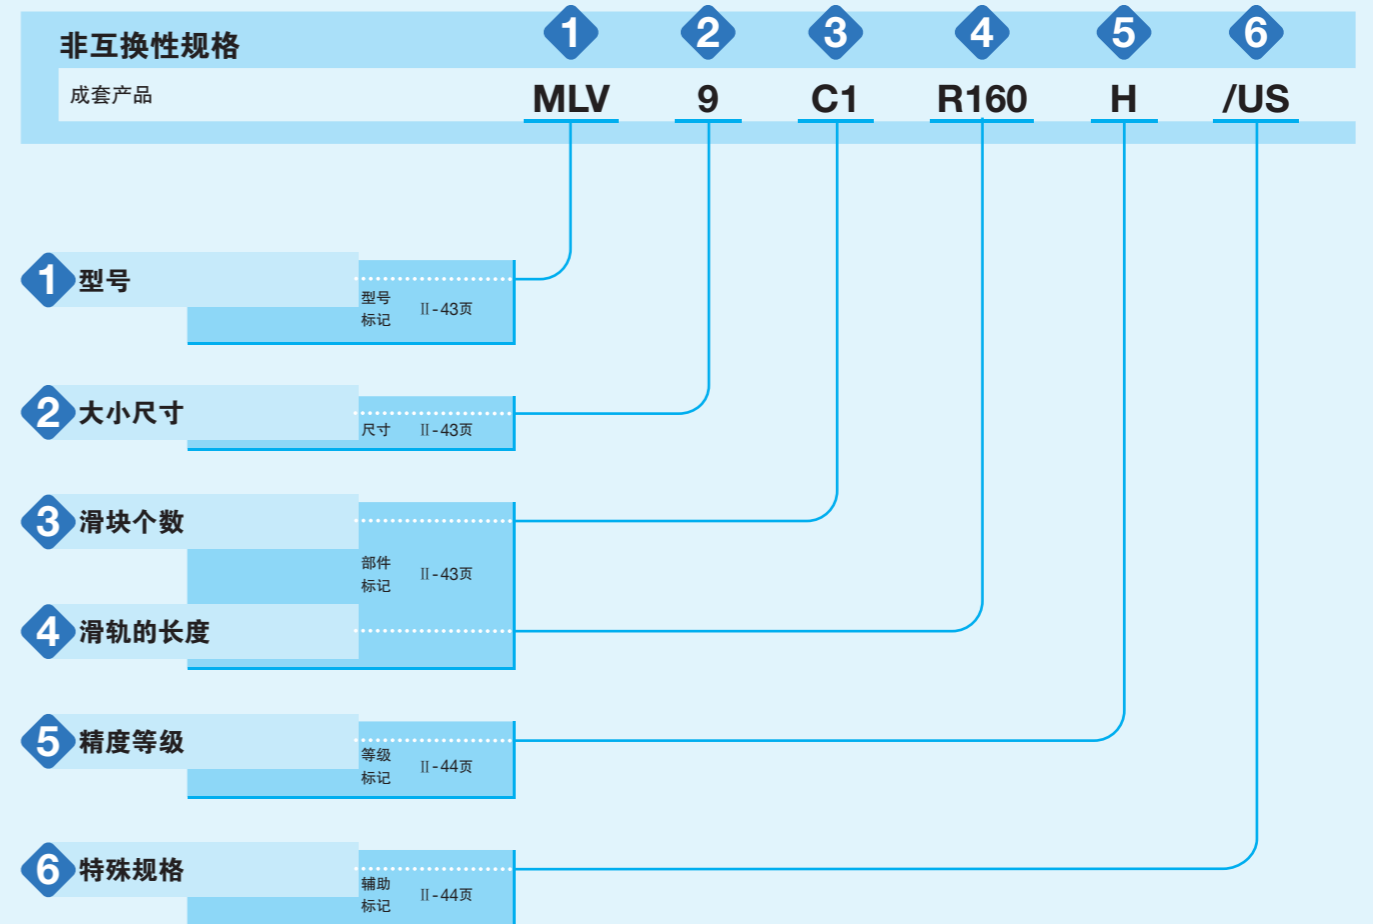 1 2 3 4 5 6
非互换性规格
成套产品 MLV 9 C1 R160 H /US
1 型号
型号
标记 Ⅱ-43页
2 大小尺寸
尺寸 Ⅱ-43页
3 滑块个数
部件
标记 Ⅱ-43页
4 滑轨的长度
5 精度等级
等级
标记 Ⅱ-44页
6 特殊规格
辅助
标记 Ⅱ-44页